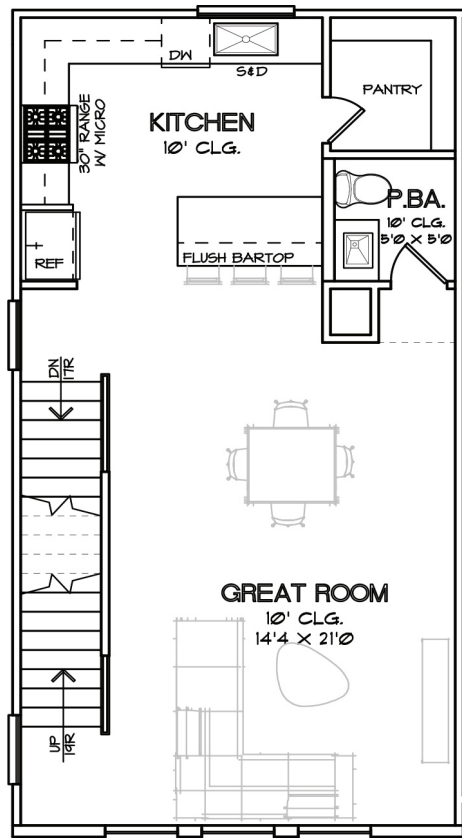 DW
S&D
PANTRY
KITCHEN
10' CLG.
30" RANGE
W/ MICRO
P.BA.
10' CLG.
5'0 X 5'0
REF
FLUSH BARTOP
DN
17R
GREAT ROOM
10' CLG.
14'4 X 21'0
UP
19R